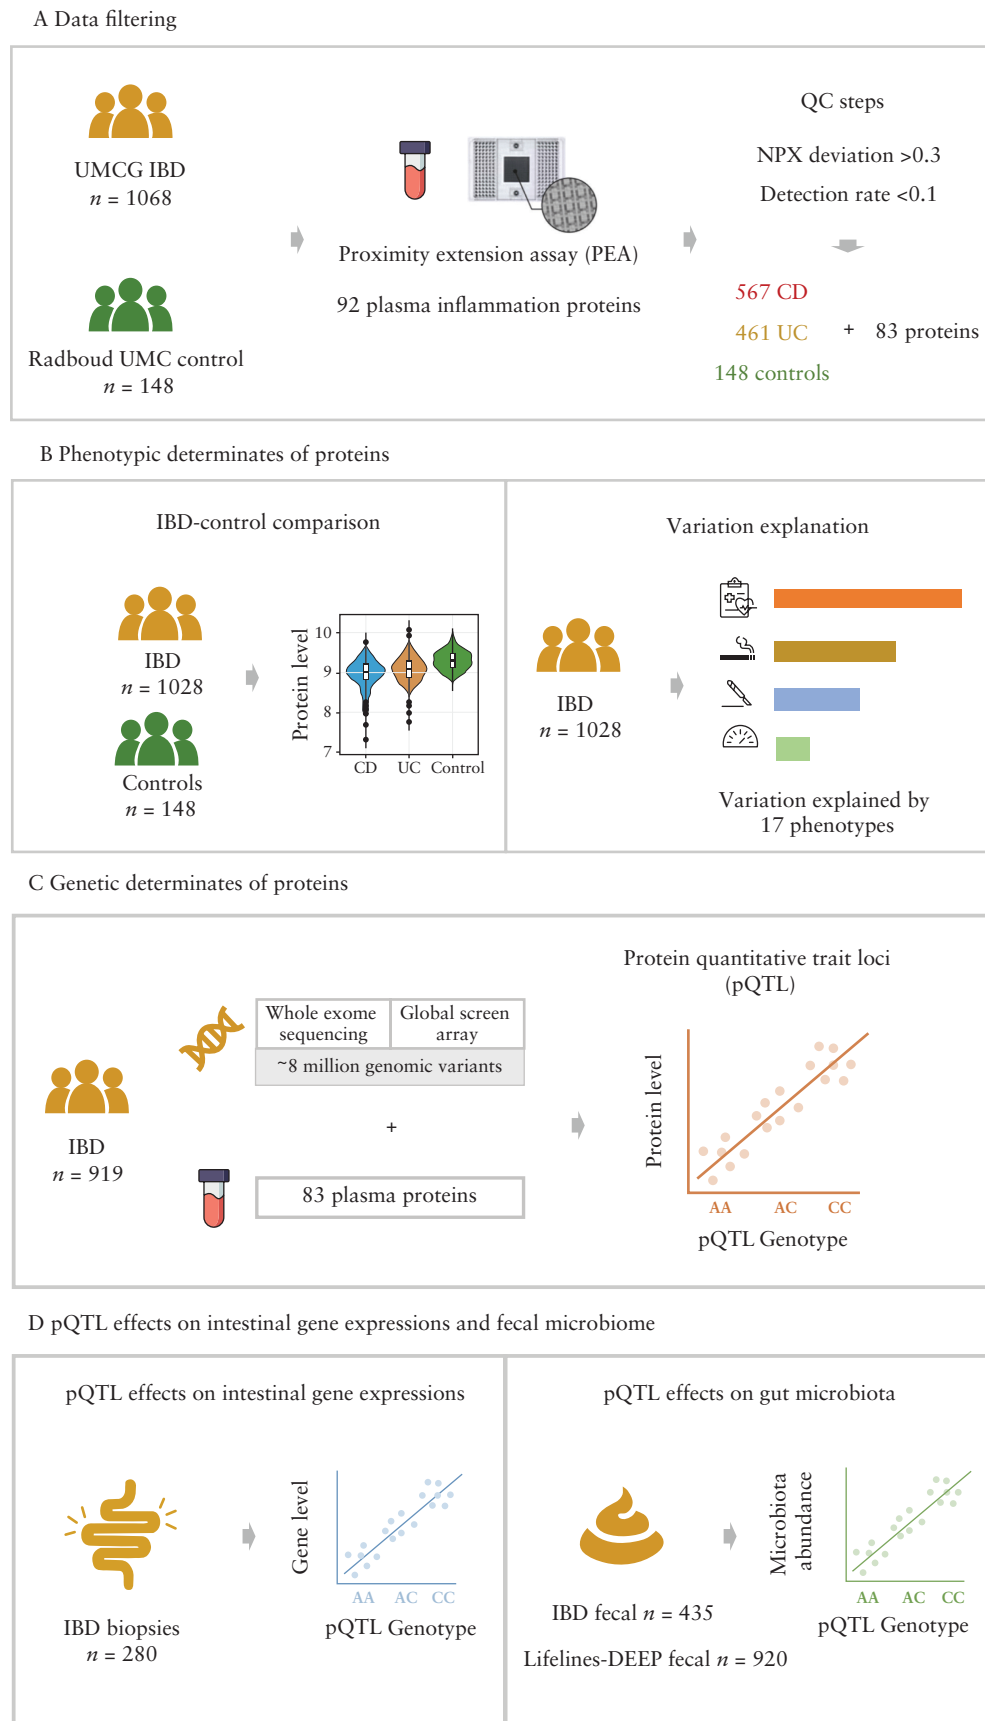 A Data filtering
UMCG IBD
n = 1068
Radboud UMC control
n = 148
Proximity extension assay (PEA)
92 plasma inflammation proteins
QC steps
NPX deviation >0.3
Detection rate <0.1
567 CD
461 UC + 83 proteins
148 controls
B Phenotypic determinates of proteins
IBD-control comparison
IBD
n = 1028
Controls
n = 148
Protein level
10
9
8
7
CD UC Control
Variation explanation
IBD
n = 1028
Variation explained by
17 phenotypes
C Genetic determinates of proteins
IBD
n = 919
Whole exome
sequencing
Global screen
array
~8 million genomic variants
+
83 plasma proteins
Protein quantitative trait loci
(pQTL)
Protein level
AA AC CC
pQTL Genotype
D pQTL effects on intestinal gene expressions and fecal microbiome
pQTL effects on intestinal gene expressions
IBD biopsies
n = 280
Gene level
AA AC CC
pQTL Genotype
pQTL effects on gut microbiota
IBD fecal n = 435
Lifelines-DEEP fecal n = 920
Microbiota
abundance
AA AC CC
pQTL Genotype